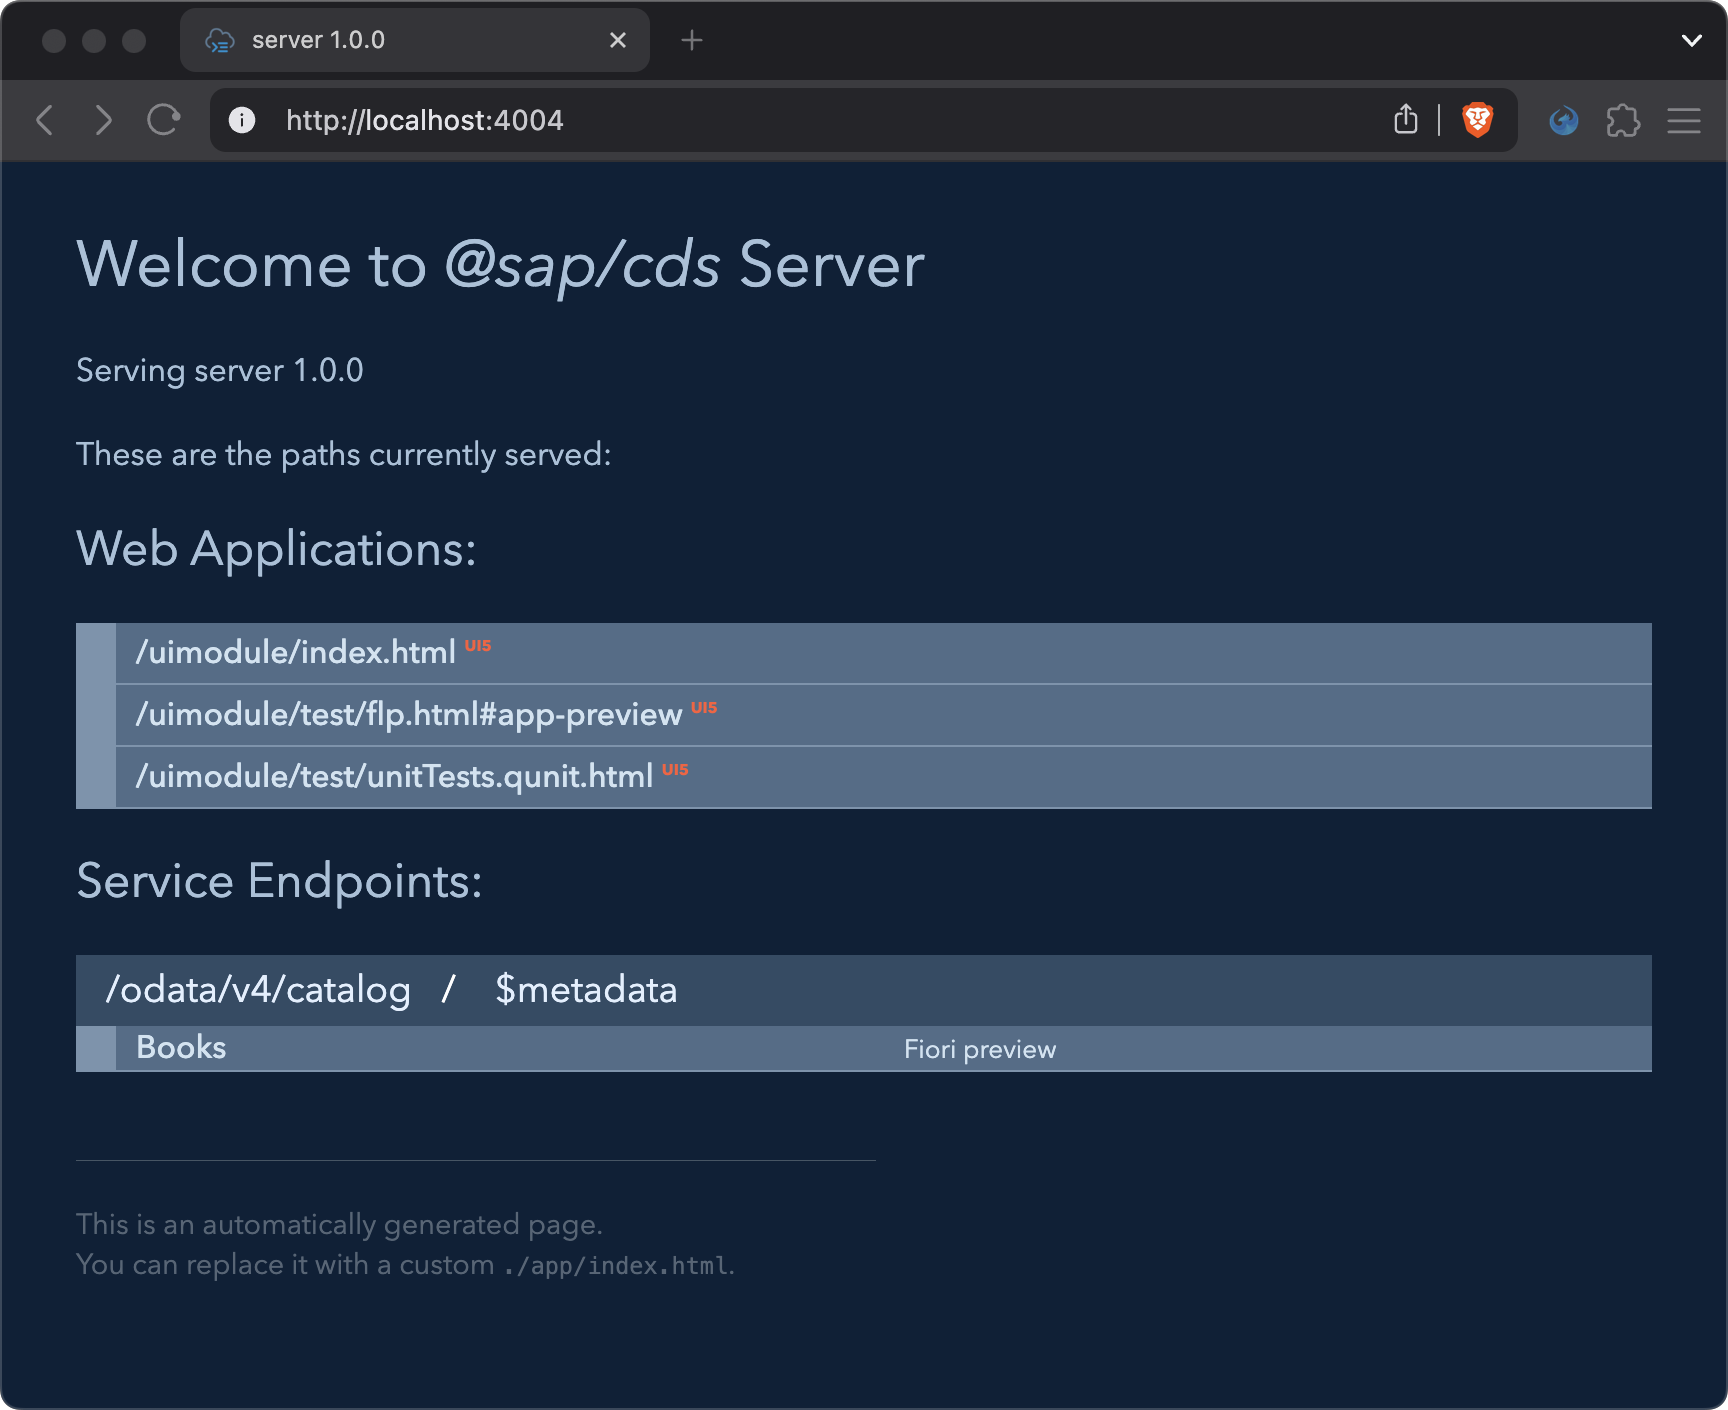 server 1.0.0
http://localhost:4004
Welcome to @sap/cds Server
Serving server 1.0.0
These are the paths currently served:
Web Applications:
/uimodule/index.html UI5
/uimodule/test/flp.html#app-preview UI5
/uimodule/test/unitTests.qunit.html UI5
Service Endpoints:
/odata/v4/catalog / $metadata
Books Fiori preview
This is an automatically generated page.
You can replace it with a custom ./app/index.html.